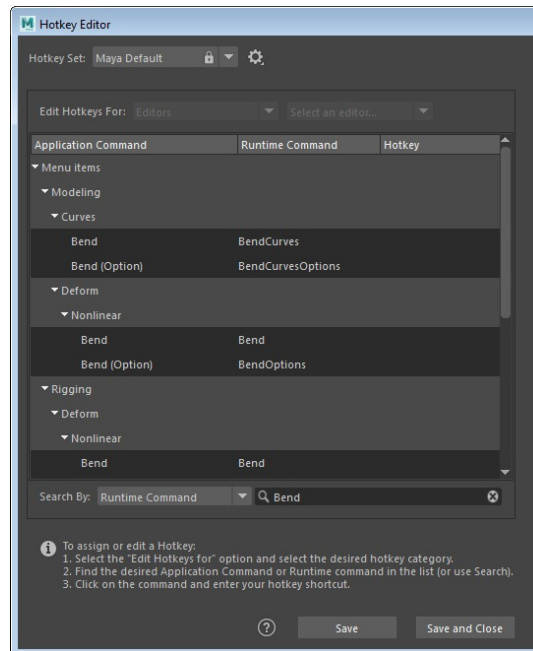 M Hotkey Editor
Hotkey Set: Maya Default
Edit Hotkeys For: Editors Select an editor...
Application Command Runtime Command Hotkey
Menu items
Modeling
Curves
Bend BendCurves
Bend (Option) BendCurvesOptions
Deform
Nonlinear
Bend Bend
Bend (Option) BendOptions
Rigging
Deform
Nonlinear
Bend Bend
Search By: Runtime Command Bend
To assign or edit a Hotkey:
1. Select the "Edit Hotkeys for" option and select the desired hotkey category.
2. Find the desired Application Command or Runtime command in the list (or use Search).
3. Click on the command and enter your hotkey shortcut.
? Save Save and Close